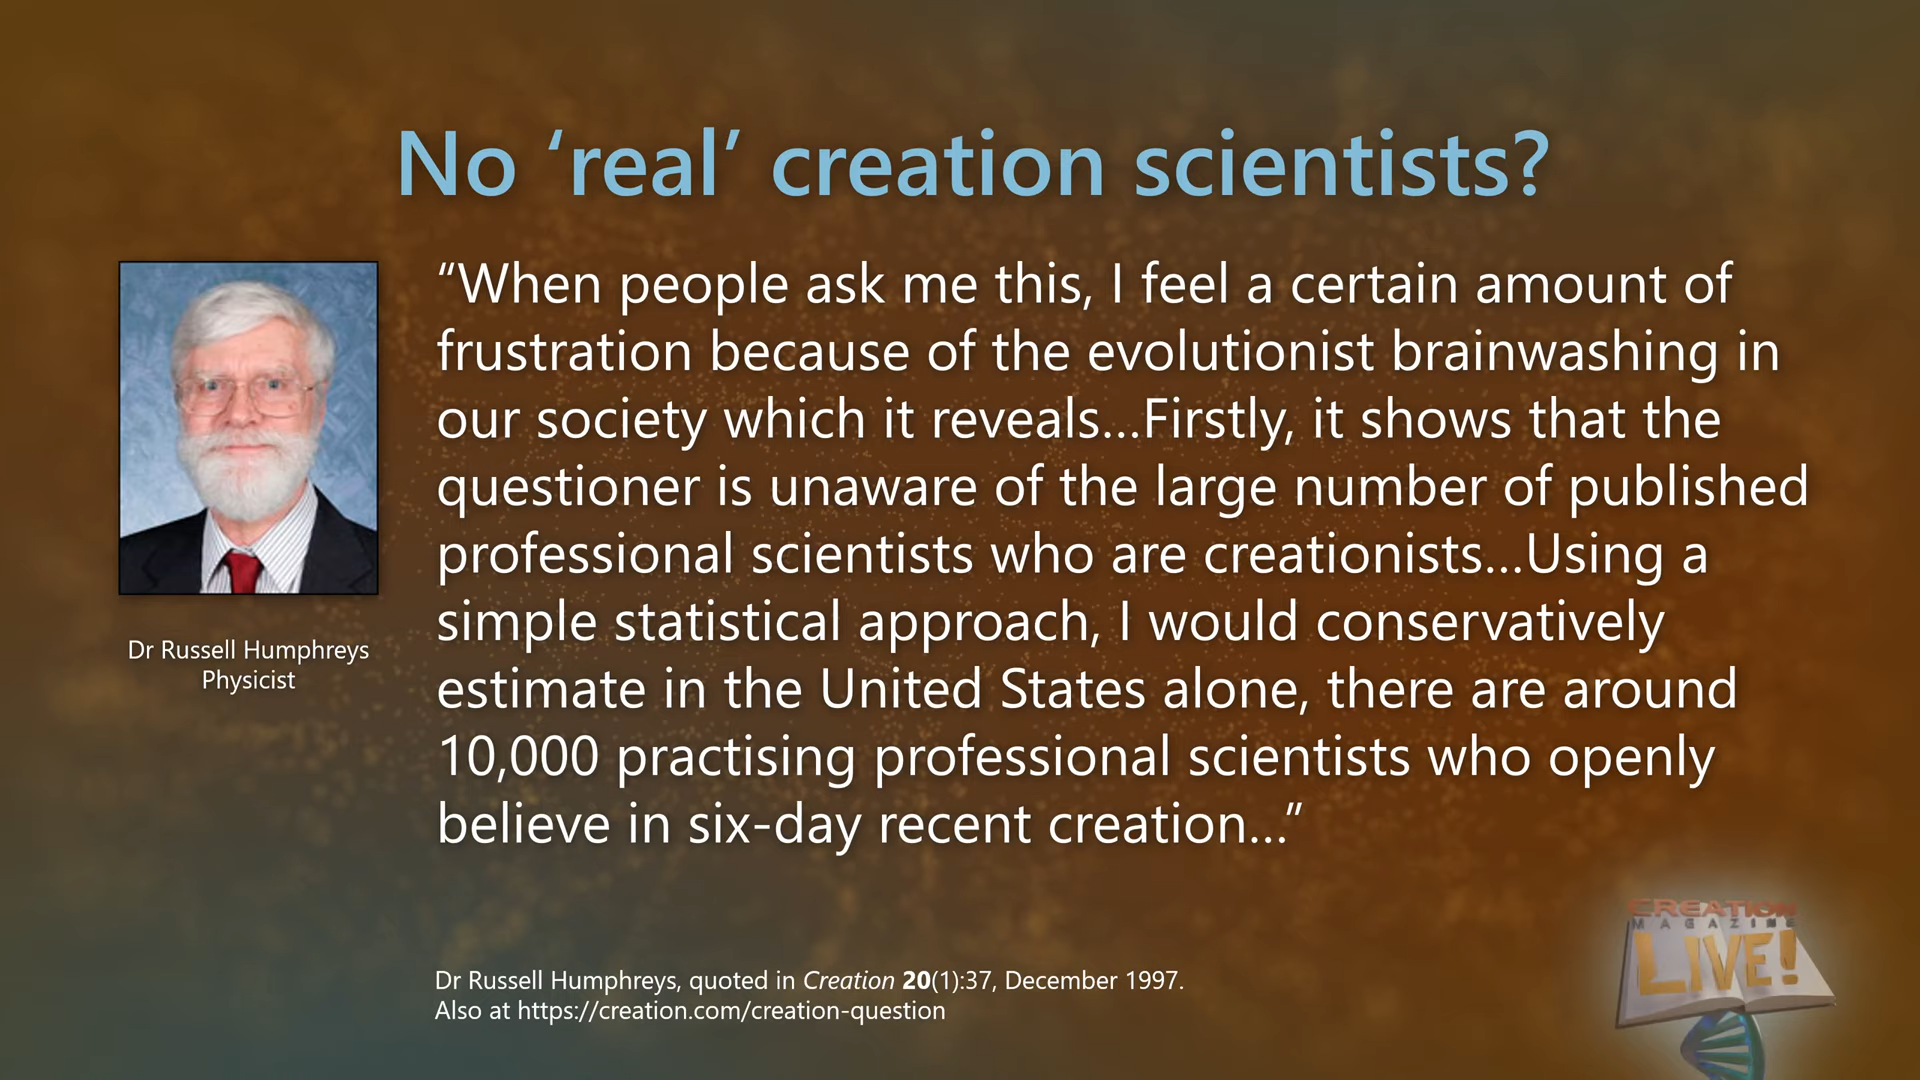 No ‘real’ creation scientists?
“When people ask me this, I feel a certain amount of
frustration because of the evolutionist brainwashing in
our society which it reveals...Firstly, it shows that the
questioner is unaware of the large number of published
professional scientists who are creationists...Using a
simple statistical approach, I would conservatively
estimate in the United States alone, there are around
10,000 practising professional scientists who openly
believe in six-day recent creation...”
Dr Russell Humphreys
Physicist
Dr Russell Humphreys, quoted in Creation 20(1):37, December 1997.
Also at https://creation.com/creation-question
CREATION
MAGAZINE
LIVE!